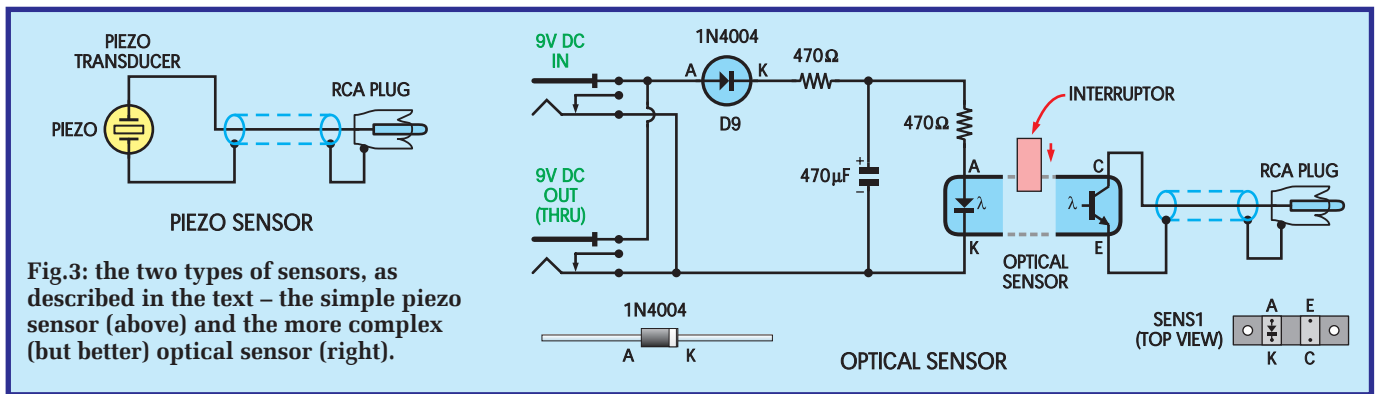 PIEZO
TRANSDUCER
PIEZO
RCA PLUG
PIEZO SENSOR
Fig.3: the two types of sensors, as
described in the text – the simple piezo
sensor (above) and the more complex
(but better) optical sensor (right).
9V DC
IN
9V DC
OUT
(THRU)
1N4004
A
K
D9
470Ω
470Ω
470µF
+
–
INTERRUPTOR
A
λ
K
C
λ
E
OPTICAL
SENSOR
RCA PLUG
1N4004
A
K
OPTICAL SENSOR
SENS1
(TOP VIEW)
A E
K C